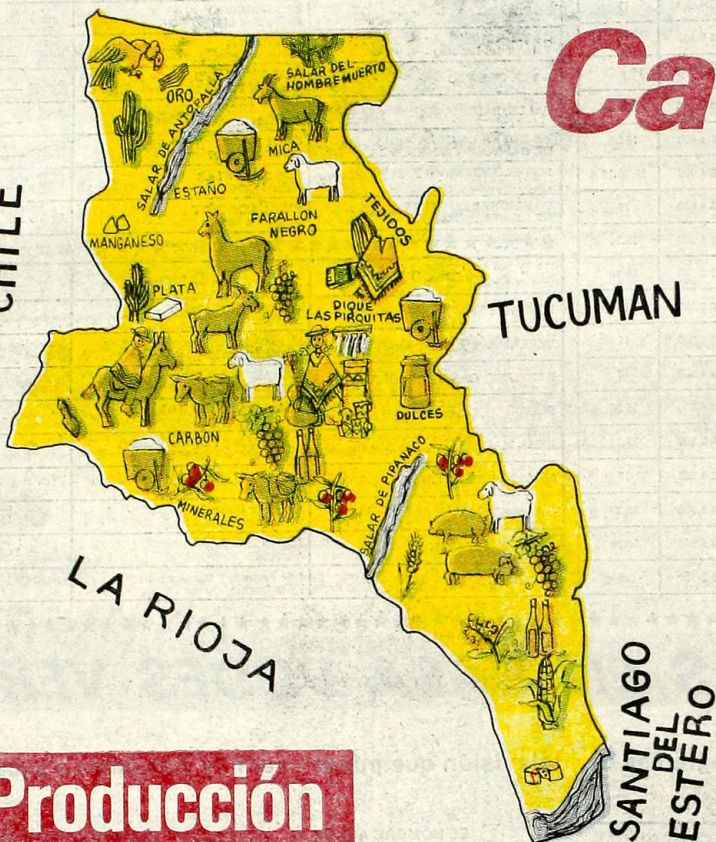 Ca
CHILE
ORO
SALAR DE ANTOFALLA
SALAR DEL
HOMBRE MUERTO
MICA
ESTAÑO
TEJIDOS
MANGANESO
FARALLON
NEGRO
PLATA
DIQUE
LAS PIRQUITAS
TUCUMAN
DULCES
CARBON
MINERALES
SALAR DE PIPANACO
LA RIOJA
SANTIAGO
DEL
ESTERO
Producción